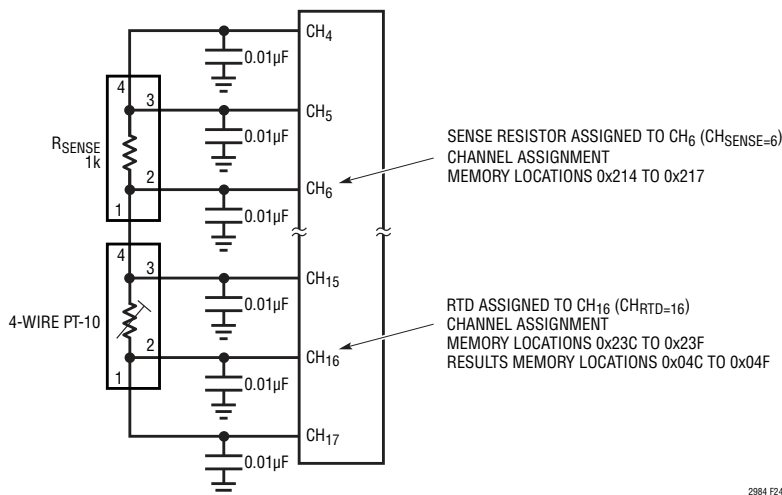 CH4
0.01µF
4
3
CH5
RSENSE
1k
0.01µF
2
CH6
1
0.01µF
SENSE RESISTOR ASSIGNED TO CH6 (CHSENSE=6)
CHANNEL ASSIGNMENT
MEMORY LOCATIONS 0x214 TO 0x217
4
3
CH15
4-WIRE PT-10
0.01µF
2
CH16
1
0.01µF
RTD ASSIGNED TO CH16 (CHRTD=16)
CHANNEL ASSIGNMENT
MEMORY LOCATIONS 0x23C TO 0x23F
RESULTS MEMORY LOCATIONS 0x04C TO 0x04F
CH17
0.01µF
2984 F24